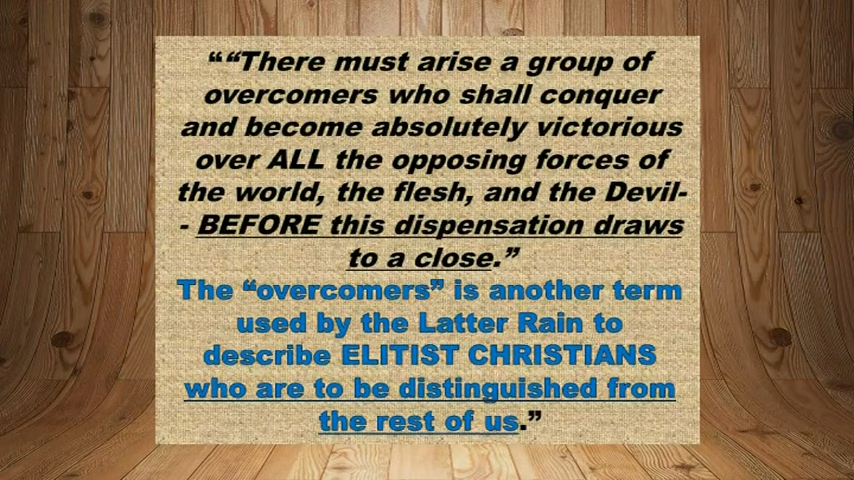 ““There must arise a group of
overcomers who shall conquer
and become absolutely victorious
over ALL the opposing forces of
the world, the flesh, and the Devil-
- BEFORE this dispensation draws
to a close.”
The “overcomers” is another term
used by the Latter Rain to
describe ELITIST CHRISTIANS
who are to be distinguished from
the rest of us.”